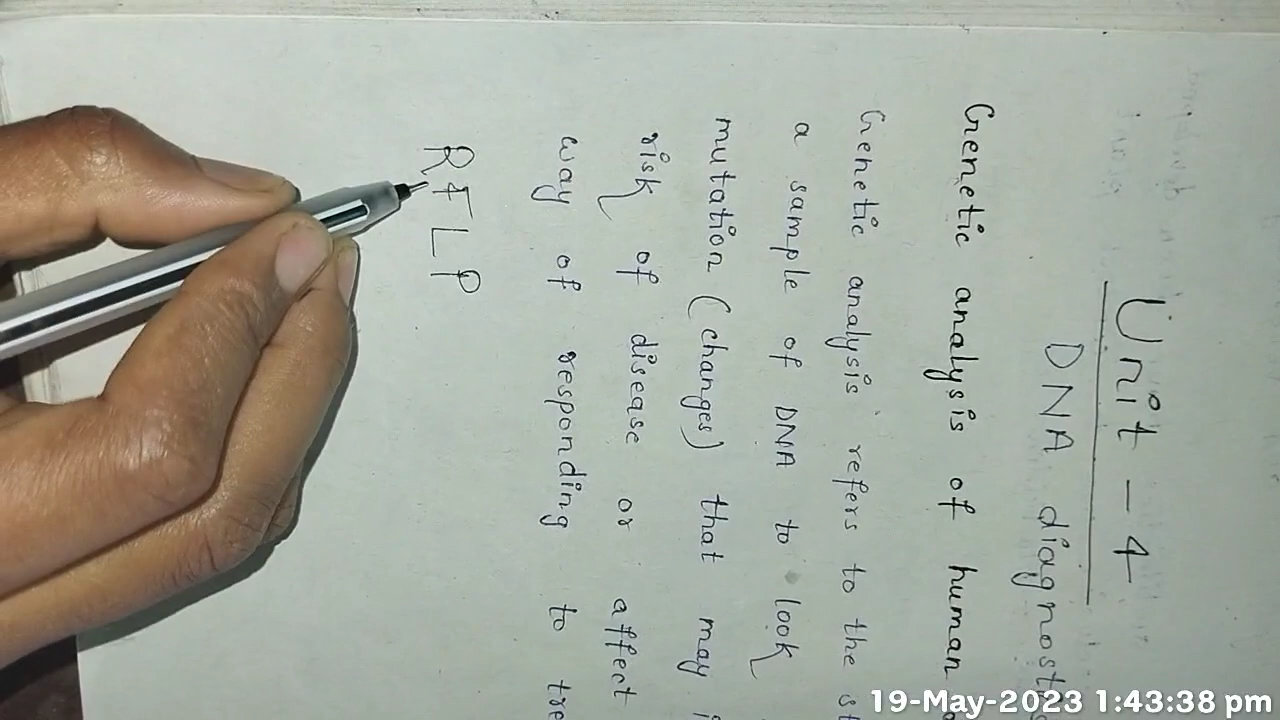 Unit - 4
DNA diagnost
Genetic analysis of human
Genetic analysis refers to the st
a sample of DNA to look
mutation (changes) that may i
risk of disease or affect
way of responding to tre
RFLP
19-May-2023 1:43:38 pm